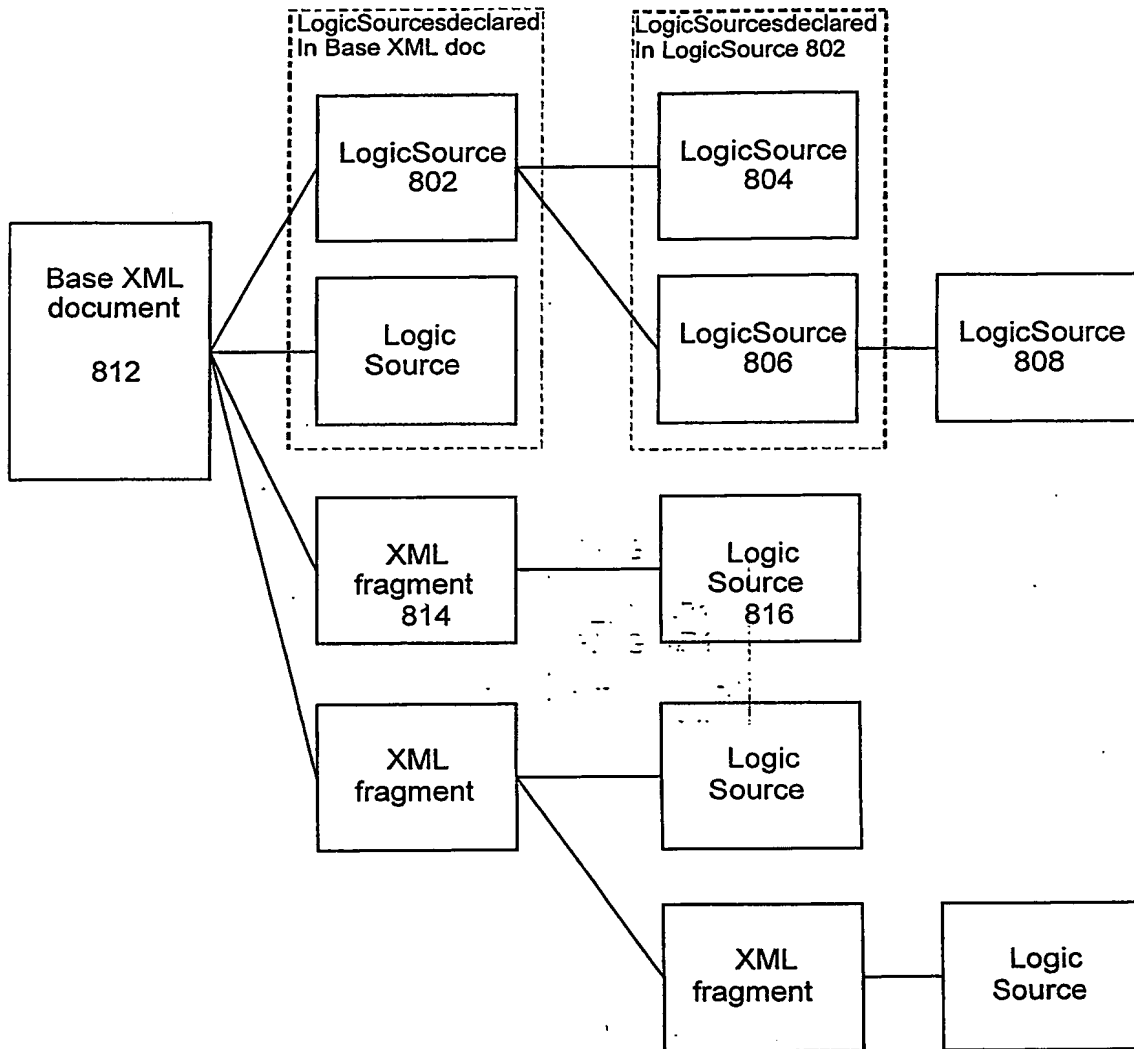 LogicSourcesdeclared
In Base XML doc
LogicSourcesdeclared
In LogicSource 802
LogicSource
802
LogicSource
804
Base XML
document
812
Logic
Source
LogicSource
806
LogicSource
808
XML
fragment
814
Logic
Source
816
XML
fragment
Logic
Source
XML
fragment
Logic
Source